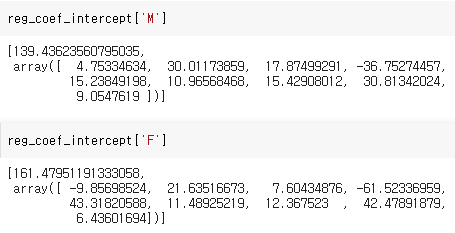 reg_coef_intercept['M']
[139.43623560795035,
array([ 4.75334634, 30.01173859, 17.87499291, -36.75274457,
15.23849198, 10.96568468, 15.42908012, 30.81342024,
9.0547619 ])]
reg_coef_intercept['F']
[161.47951191333058,
array([ -9.85698524, 21.63516673, 7.60434876, -61.52336959,
43.31820588, 11.48925219, 12.367523 , 42.47891879,
6.43601694])]